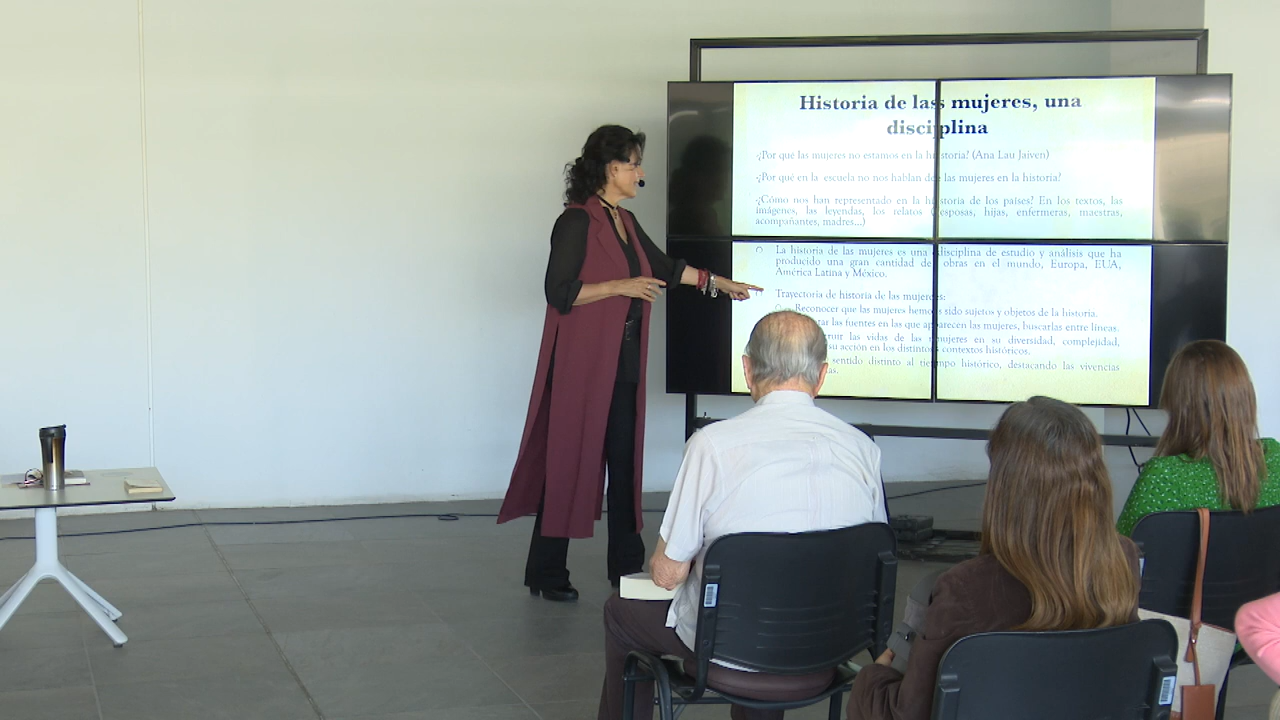 Historia de las mujeres, una
disciplina
-¿Por qué las mujeres no estamos en la historia? (Ana Lau Jaiven)
-¿Por qué en la escuela no nos hablan de las mujeres en la historia?
-¿Cómo nos han representado en la historia de los países? En los textos, las
imágenes, las leyendas, los relatos (esposas, hijas, enfermeras, maestras,
acompañantes, madres...)
La historia de las mujeres es una disciplina de estudio y análisis que ha
producido una gran cantidad de obras en el mundo, Europa, EUA,
América Latina y México.
Trayectoria de historia de las mujeres:
Reconocer que las mujeres hemos sido sujetos y objetos de la historia.
las fuentes en las que aparecen las mujeres, buscarlas entre líneas.
las vidas de las mujeres en su diversidad, complejidad,
su acción en los distintos contextos históricos.
sentido distinto al tiempo histórico, destacando las vivencias